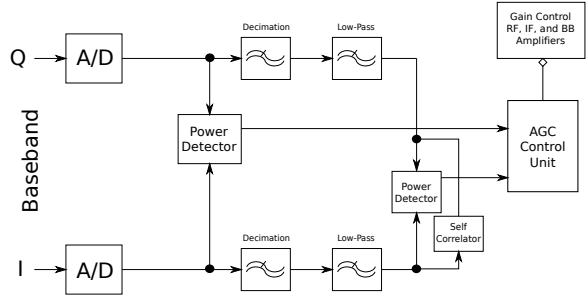 Gain Control
RF, IF, and BB
Amplifiers
Decimation
Low-Pass
Q
A/D
Power
Detector
AGC
Control
Unit
Baseband
Power
Detector
Self
Correlator
Decimation
Low-Pass
I
A/D